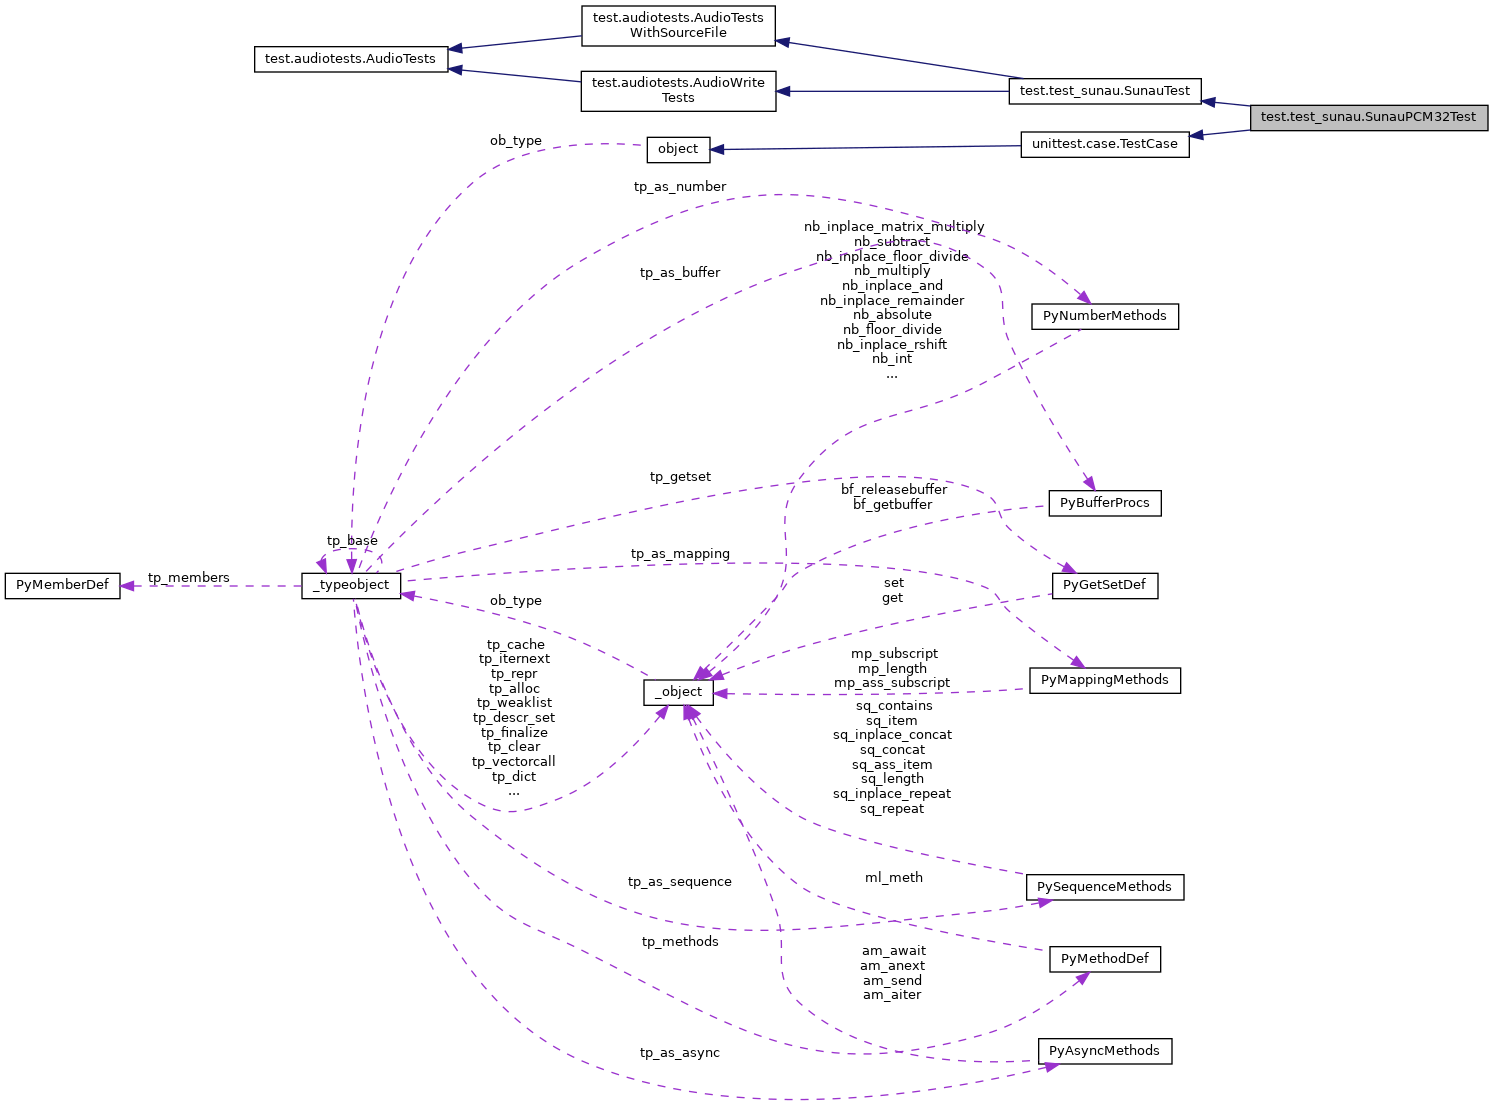 test.audiotests.AudioTests
WithSourceFile
test.audiotests.AudioTests
test.audiotests.AudioWrite
Tests
test.test_sunau.SunauTest
test.test_sunau.SunauPCM32Test
unittest.case.TestCase
object
ob_type
tp_as_number
nb_inplace_matrix_multiply
nb_subtract
nb_inplace_floor_divide
nb_multiply
nb_inplace_and
nb_inplace_remainder
nb_absolute
nb_floor_divide
nb_inplace_rshift
nb_int
...
tp_as_buffer
PyNumberMethods
tp_getset
bf_releasebuffer
bf_getbuffer
PyBufferProcs
tp_base
tp_as_mapping
PyMemberDef
tp_members
_typeobject
set
get
PyGetSetDef
ob_type
tp_cache
tp_iternext
tp_repr
tp_alloc
tp_weaklist
tp_descr_set
tp_finalize
tp_clear
tp_vectorcall
tp_dict
...
_object
mp_subscript
mp_length
mp_ass_subscript
PyMappingMethods
sq_contains
sq_item
sq_inplace_concat
sq_concat
sq_ass_item
sq_length
sq_inplace_repeat
sq_repeat
tp_as_sequence
ml_meth
PySequenceMethods
tp_methods
am_await
am_anext
am_send
am_aiter
PyMethodDef
tp_as_async
PyAsyncMethods